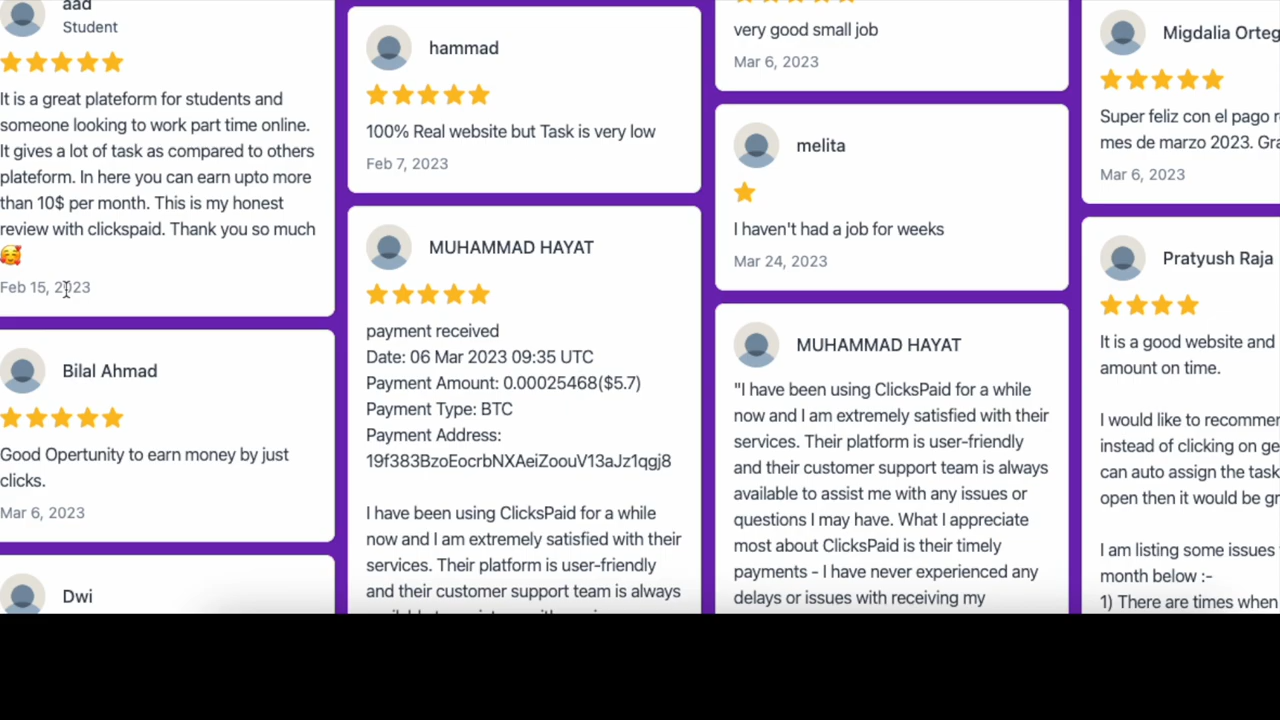 aad
Student
It is a great plateform for students and
someone looking to work part time online.
It gives a lot of task as compared to others
plateform. In here you can earn upto more
than 10$ per month. This is my honest
review with clickspaid. Thank you so much
🥰
Feb 15, 2023
Bilal Ahmad
Good Opertunity to earn money by just
clicks.
Mar 6, 2023
Dwi
hammad
100% Real website but Task is very low
Feb 7, 2023
MUHAMMAD HAYAT
payment received
Date: 06 Mar 2023 09:35 UTC
Payment Amount: 0.00025468($5.7)
Payment Type: BTC
Payment Address:
19f383BzoEocrbNXAeiZoouV13aJz1qgj8
I have been using ClicksPaid for a while
now and I am extremely satisfied with their
services. Their platform is user-friendly
and their customer support team is always
very good small job
Mar 6, 2023
melita
I haven't had a job for weeks
Mar 24, 2023
MUHAMMAD HAYAT
"I have been using ClicksPaid for a while
now and I am extremely satisfied with their
services. Their platform is user-friendly
and their customer support team is always
available to assist me with any issues or
questions I may have. What I appreciate
most about ClicksPaid is their timely
payments - I have never experienced any
delays or issues with receiving my
Migdalia Orteg
Super feliz con el pago r
mes de marzo 2023. Gra
Mar 6, 2023
Pratyush Raja
It is a good website and
amount on time.
I would like to recommer
instead of clicking on ge
can auto assign the task
open then it would be gr
I am listing some issues
month below :-
1) There are times when